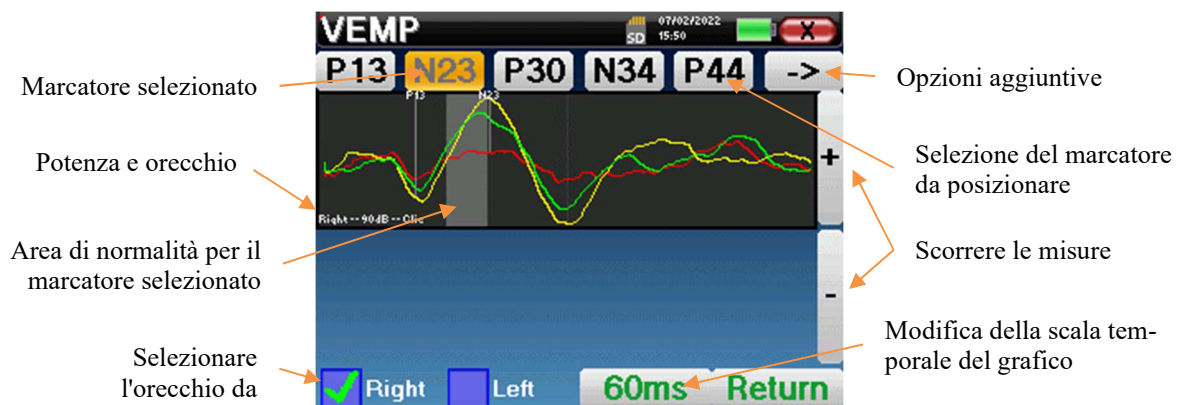 VEMP
SD
07/02/2022
15:50
X
P13 N23 P30 N34 P44 ->
P13 N23
Right -- 90dB -- Clic
+
-
Right Left 60ms Return
Marcatore selezionato
Potenza e orecchio
Area di normalità per il
marcatore selezionato
Selezionare
l'orecchio da
Opzioni aggiuntive
Selezione del marcatore
da posizionare
Scorrere le misure
Modifica della scala tem-
porale del grafico